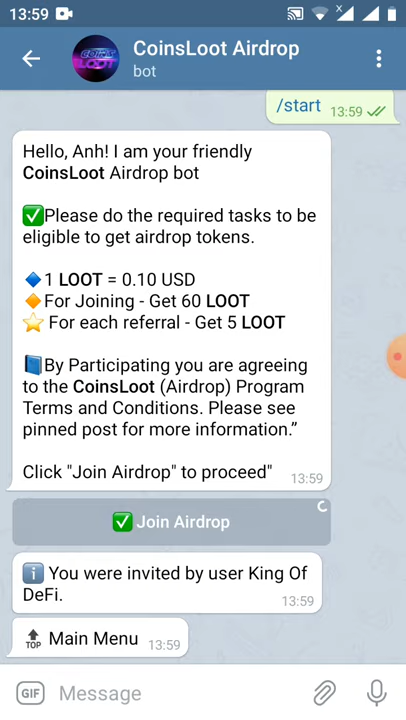 13:59
CoinsLoot Airdrop
bot
COINS
LOOT
/start 13:59
Hello, Anh! I am your friendly
CoinsLoot Airdrop bot
✅Please do the required tasks to be
eligible to get airdrop tokens.
🔷1 LOOT = 0.10 USD
🔶For Joining - Get 60 LOOT
⭐ For each referral - Get 5 LOOT
📘By Participating you are agreeing
to the CoinsLoot (Airdrop) Program
Terms and Conditions. Please see
pinned post for more information.”
Click "Join Airdrop" to proceed"
13:59
✅ Join Airdrop
ℹ️ You were invited by user King Of
DeFi.
13:59
🔝 Main Menu 13:59
GIF Message